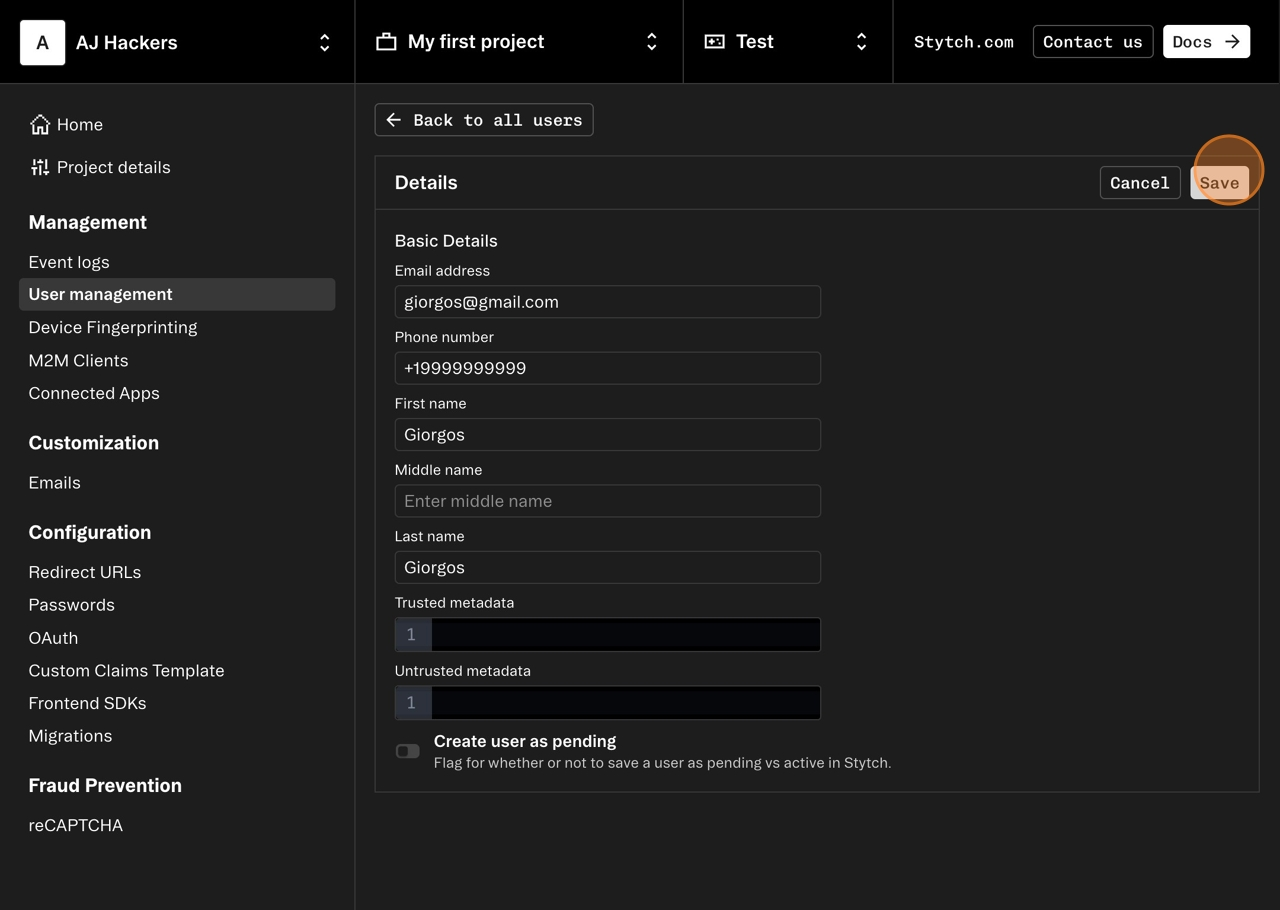 A AJ Hackers
My first project
Test
Stytch.com
Contact us
Docs
Home
Project details
Management
Event logs
User management
Device Fingerprinting
M2M Clients
Connected Apps
Customization
Emails
Configuration
Redirect URLs
Passwords
OAuth
Custom Claims Template
Frontend SDKs
Migrations
Fraud Prevention
reCAPTCHA
Back to all users
Details
Cancel
Save
Basic Details
Email address
giorgos@gmail.com
Phone number
+19999999999
First name
Giorgos
Middle name
Enter middle name
Last name
Giorgos
Trusted metadata
1
Untrusted metadata
1
Create user as pending
Flag for whether or not to save a user as pending vs active in Stytch.